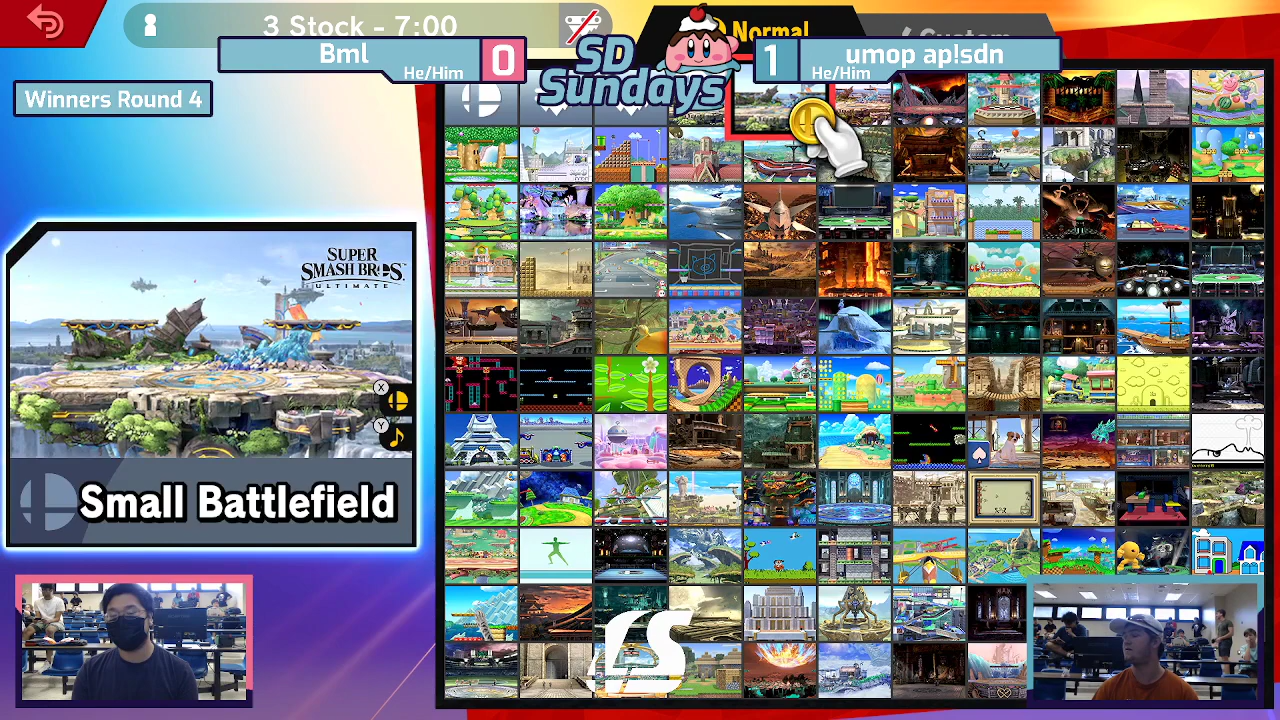 3 Stock - 7:00
Normal
Custom
Bml
He/Him
0
SD
Sundays
1
umop ap!sdn
He/Him
Winners Round 4
SUPER
SMASH BROS.
ULTIMATE
X
Y
Small Battlefield
LS